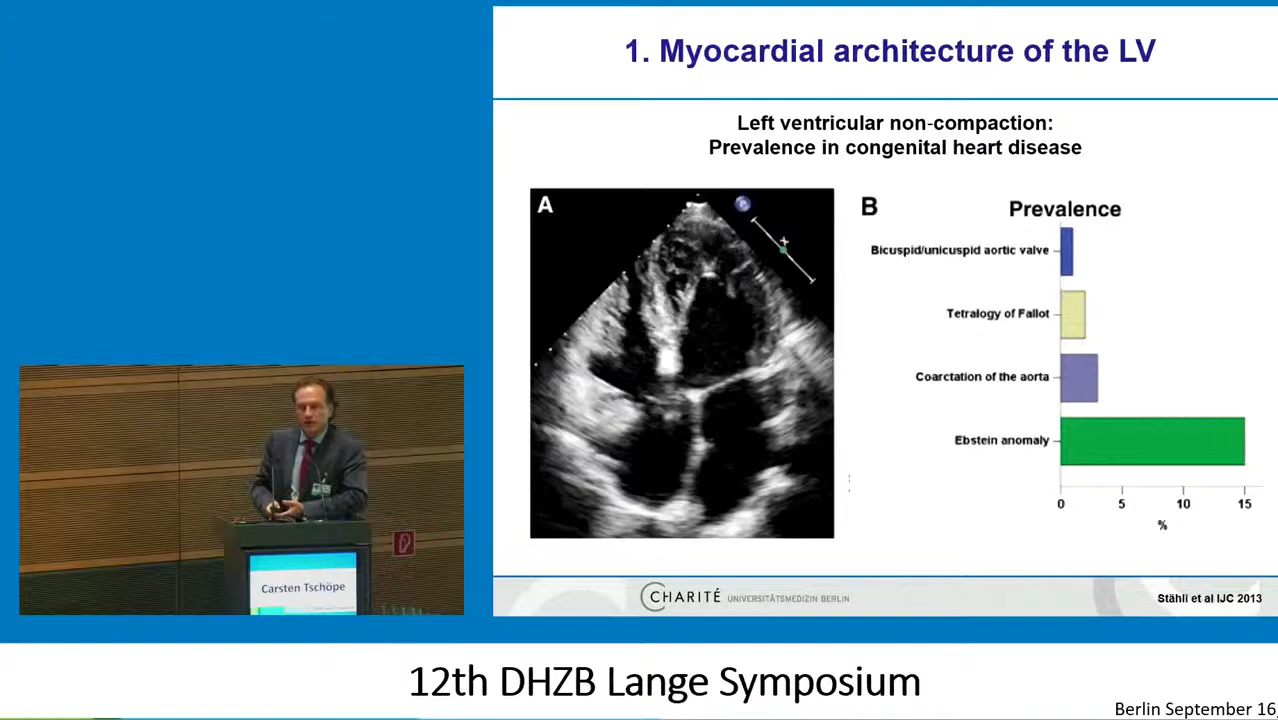 1. Myocardial architecture of the LV
Left ventricular non-compaction:
Prevalence in congenital heart disease
A
B
Prevalence
Bicuspid/unicuspid aortic valve
Tetralogy of Fallot
Coarctation of the aorta
Ebstein anomaly
0 5 10 15
%
Carsten Tschöpe
CHARITÉ UNIVERSITÄTSMEDIZIN BERLIN
Stähli et al IJC 2013
12th DHZB Lange Symposium
Berlin September 16,